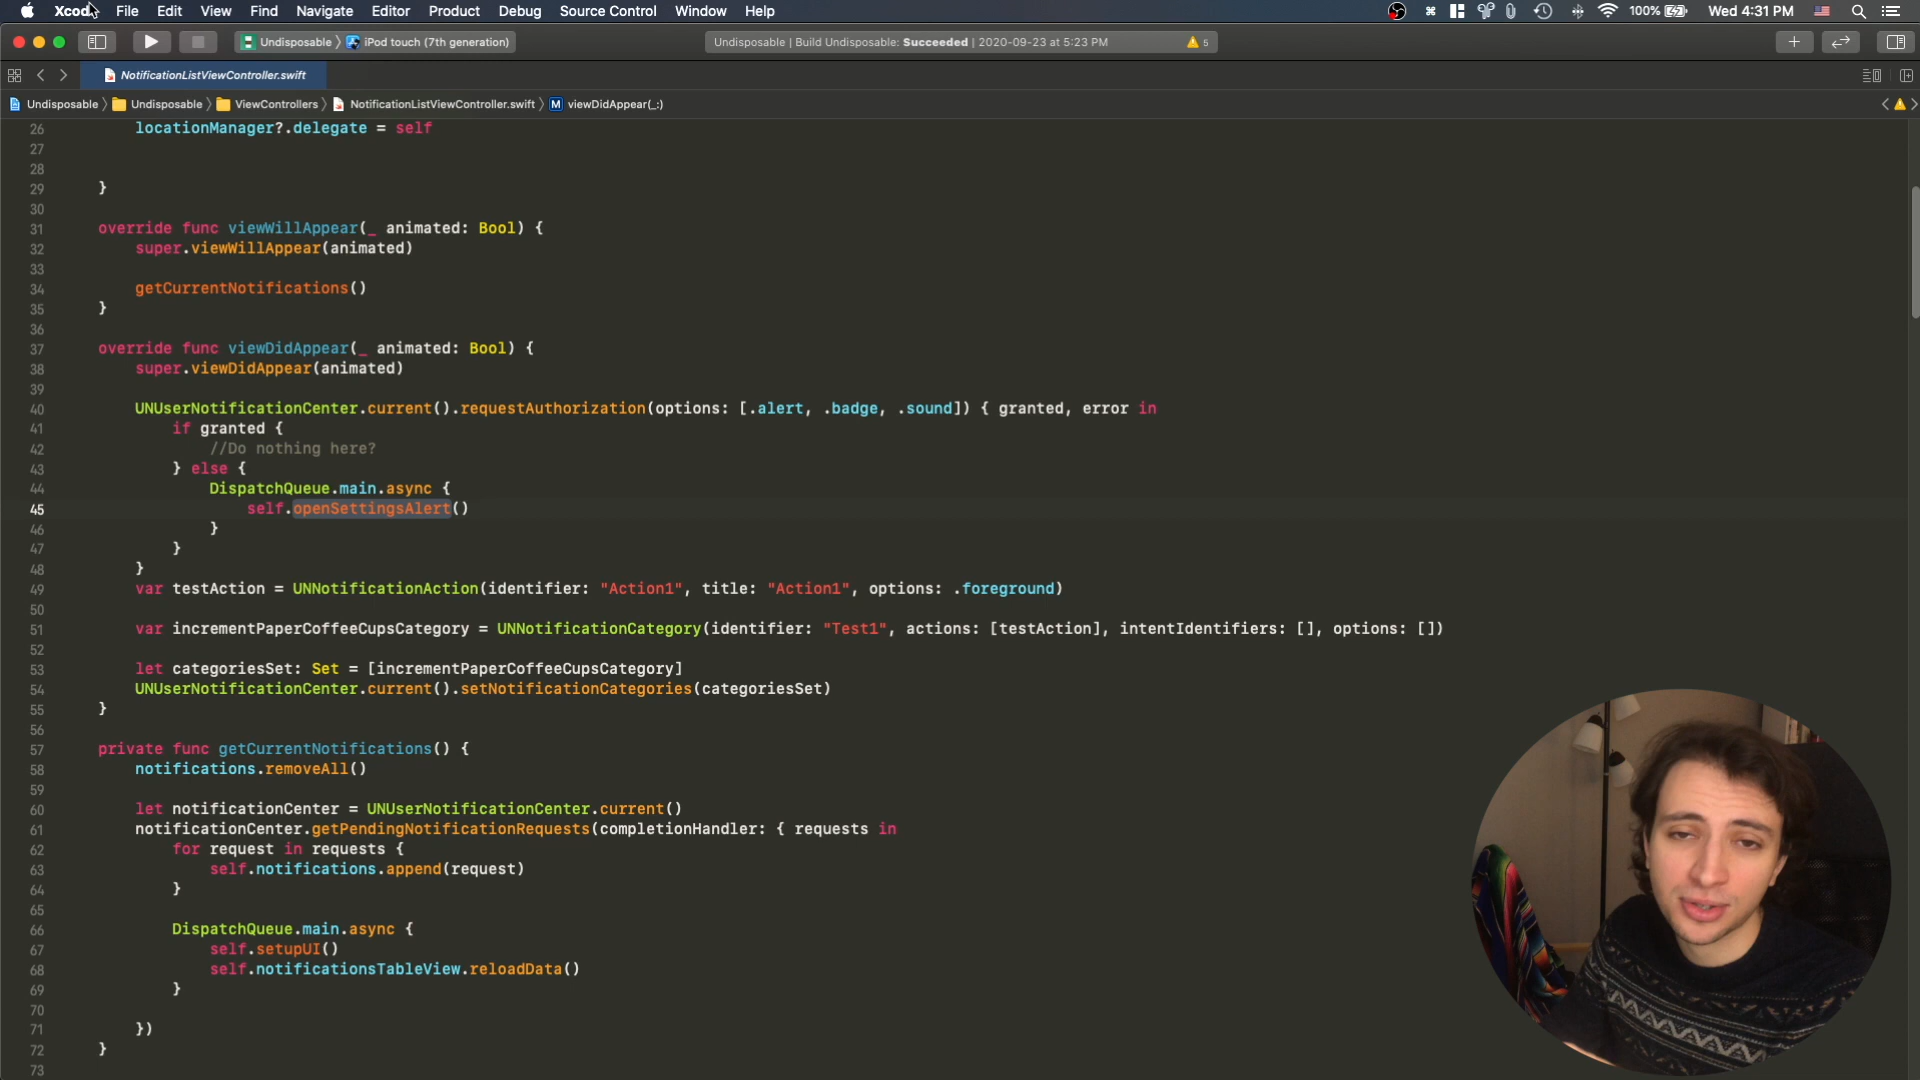 Xcode File Edit View Find Navigate Editor Product Debug Source Control Window Help 100% Wed 4:31 PM
Undisposable iPod touch (7th generation) Undisposable | Build Undisposable: Succeeded | 2020-09-23 at 5:23 PM 5
NotificationListViewController.swift
Undisposable Undisposable ViewControllers NotificationListViewController.swift M viewDidAppear(_:)
26 locationManager?.delegate = self
27
28
29 }
30
31 override func viewWillAppear(_ animated: Bool) {
32 super.viewWillAppear(animated)
33
34 getCurrentNotifications()
35 }
36
37 override func viewDidAppear(_ animated: Bool) {
38 super.viewDidAppear(animated)
39
40 UNUserNotificationCenter.current().requestAuthorization(options: [.alert, .badge, .sound]) { granted, error in
41 if granted {
42 //Do nothing here?
43 } else {
44 DispatchQueue.main.async {
45 self.openSettingsAlert()
46 }
47 }
48 }
49 var testAction = UNNotificationAction(identifier: "Action1", title: "Action1", options: .foreground)
50
51 var incrementPaperCoffeeCupsCategory = UNNotificationCategory(identifier: "Test1", actions: [testAction], intentIdentifiers: [], options: [])
52
53 let categoriesSet: Set = [incrementPaperCoffeeCupsCategory]
54 UNUserNotificationCenter.current().setNotificationCategories(categoriesSet)
55 }
56
57 private func getCurrentNotifications() {
58 notifications.removeAll()
59
60 let notificationCenter = UNUserNotificationCenter.current()
61 notificationCenter.getPendingNotificationRequests(completionHandler: { requests in
62 for request in requests {
63 self.notifications.append(request)
64 }
65
66 DispatchQueue.main.async {
67 self.setupUI()
68 self.notificationsTableView.reloadData()
69 }
70
71 })
72 }
73